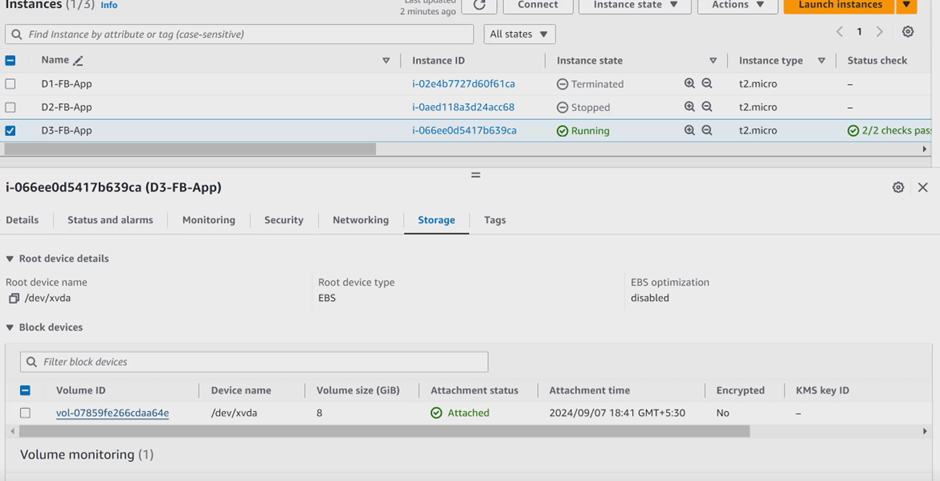 Instances (1/3) Info
Last updated
2 minutes ago
Connect
Instance state
Actions
Launch instances
Find Instance by attribute or tag (case-sensitive)
All states
1
Name Instance ID Instance state Instance type Status check
D1-FB-App i-02e4b7727d60f61ca Terminated t2.micro –
D2-FB-App i-0aed118a3d24acc68 Stopped t2.micro –
D3-FB-App i-066ee0d5417b639ca Running t2.micro 2/2 checks pas
i-066ee0d5417b639ca (D3-FB-App)
Details Status and alarms Monitoring Security Networking Storage Tags
Root device details
Root device name Root device type EBS optimization
/dev/xvda EBS disabled
Block devices
Filter block devices
Volume ID Device name Volume size (GiB) Attachment status Attachment time Encrypted KMS key ID
vol-07859fe266cdaa64e /dev/xvda 8 Attached 2024/09/07 18:41 GMT+5:30 No –
Volume monitoring (1)